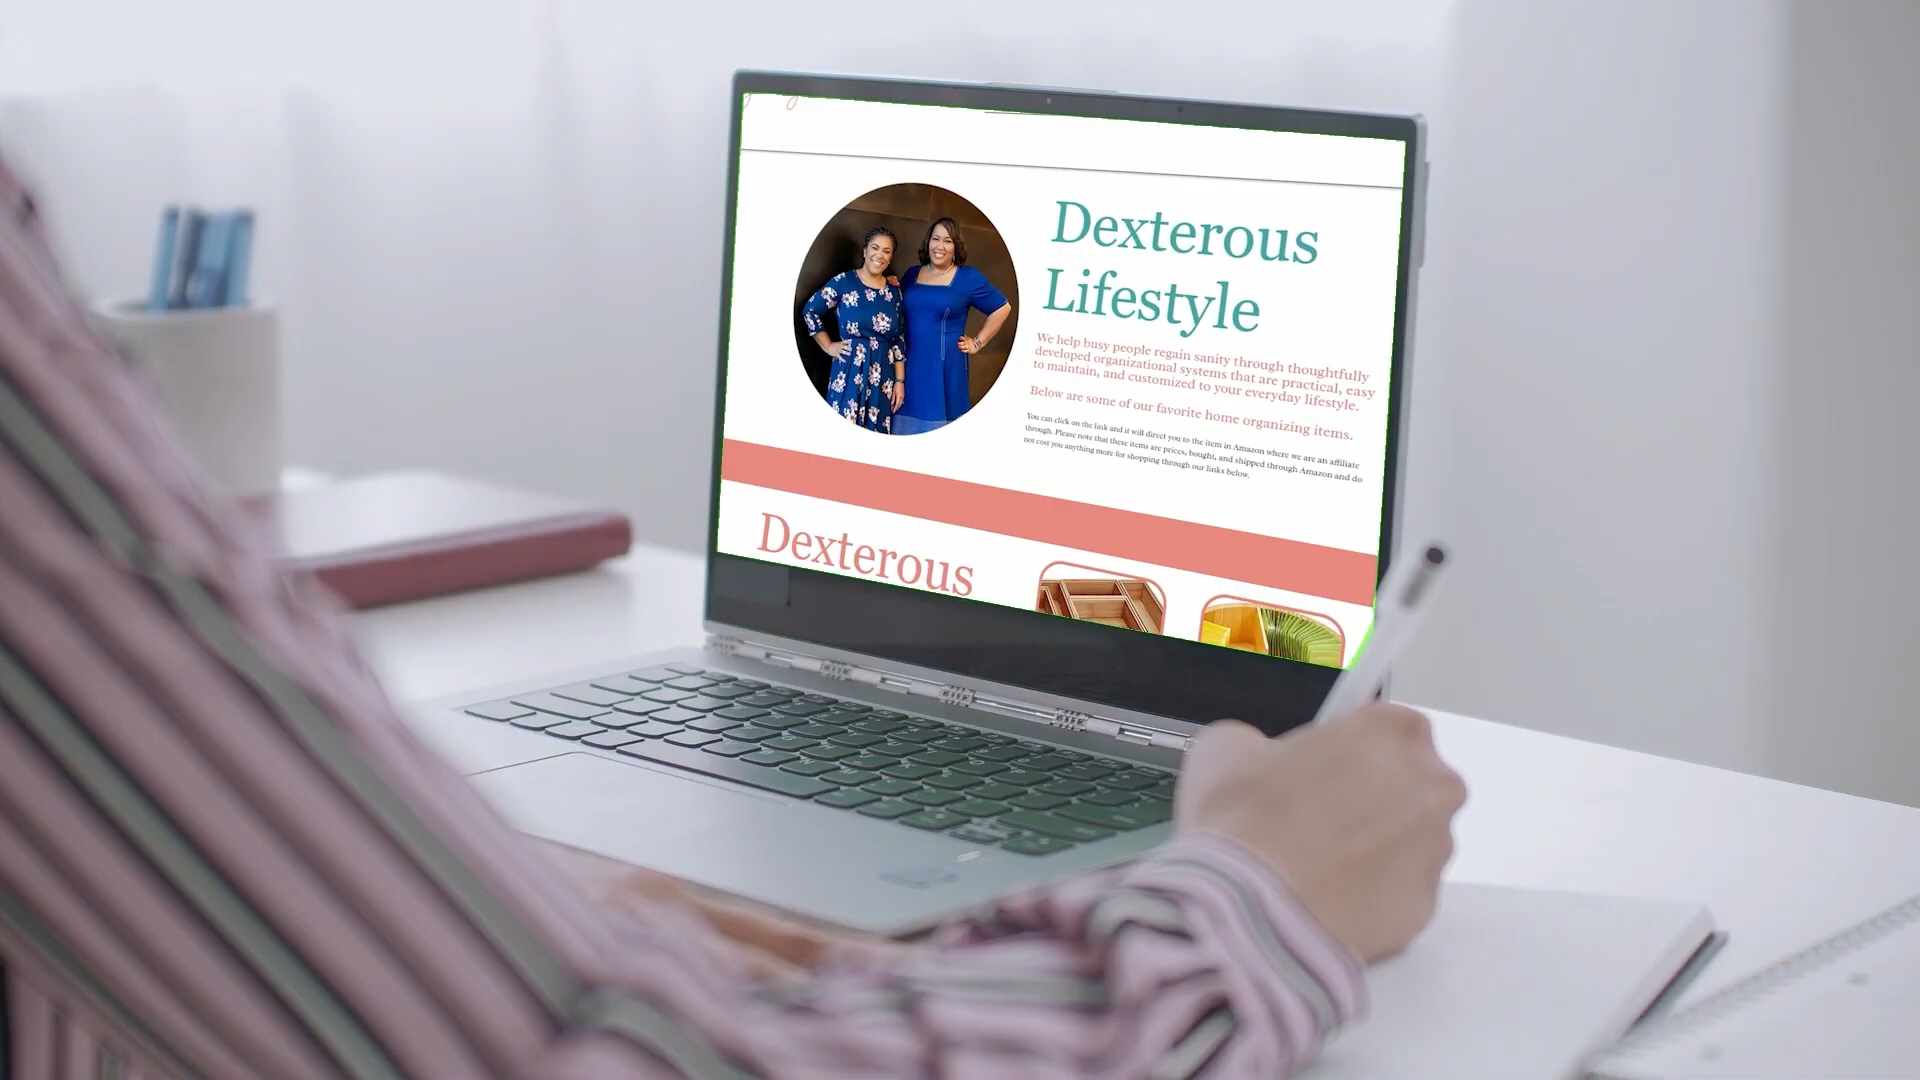 Dexterous
Lifestyle
We help busy people regain sanity through thoughtfully
developed organizational systems that are practical, easy
to maintain, and customized to your everyday lifestyle.
Below are some of our favorite home organizing items.
You can click on the link and it will direct you to the item in Amazon where we are an affiliate
through. Please note that these items are prices, bought, and shipped through Amazon and do
not cost you anything more for shopping through our links below.
Dexterous